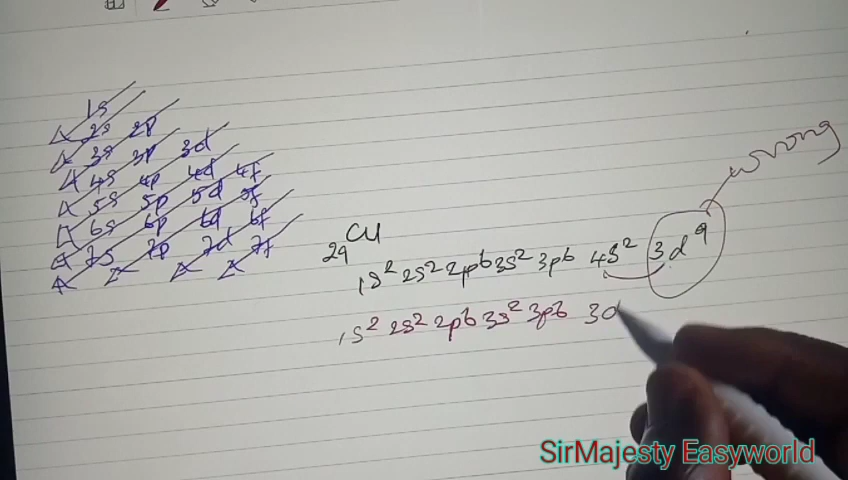 1s
2s 2p
3s 3p 3d
4s 4p 4d 4f
5s 5p 5d 5f
6s 6p 6d 6f
7s 7p 7d 7f
wrong
29Cu
1s² 2s² 2p⁶ 3s² 3p⁶ 4s² 3d⁹
1s² 2s² 2p⁶ 3s² 3p⁶ 3d
SirMajesty Easyworld